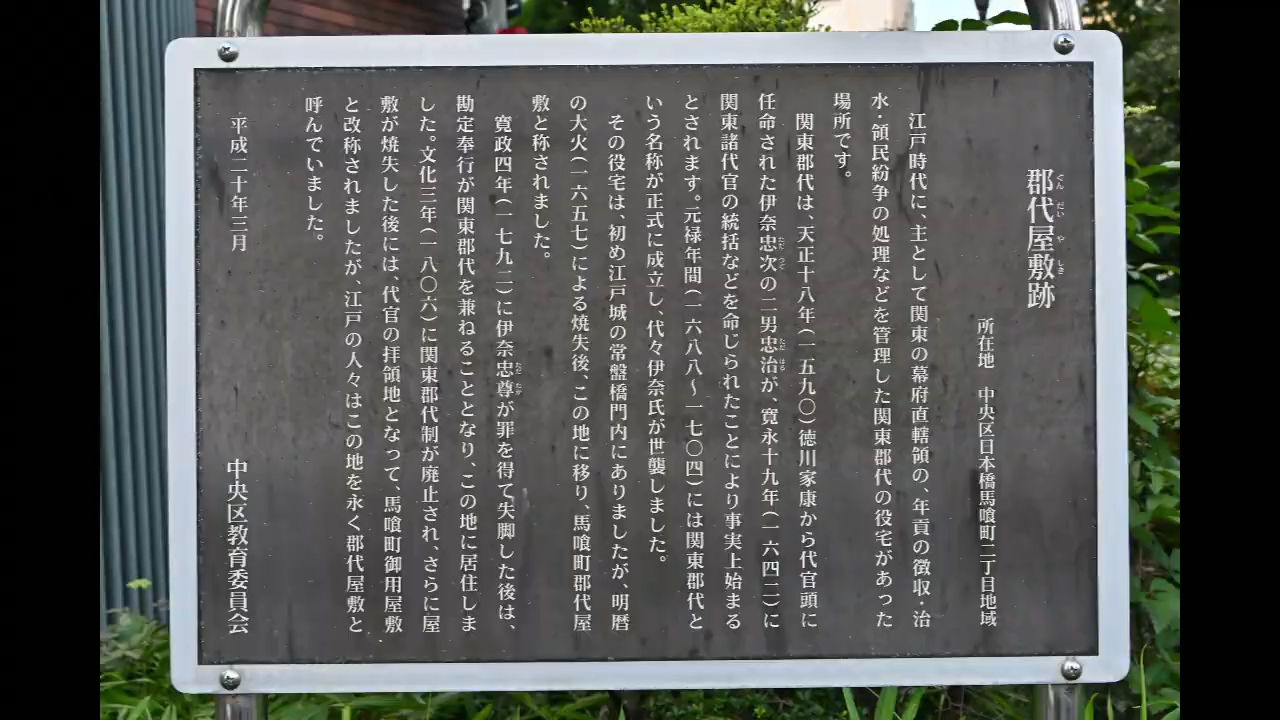 郡代屋敷跡
ぐんだいやしき
所在地　中央区日本橋馬喰町二丁目地域
江戸時代に、主として関東の幕府直轄領の、年貢の徴収・治
水・領民紛争の処理などを管理した関東郡代の役宅があった
場所です。
関東郡代は、天正十八年(一五九〇)徳川家康から代官頭に
任命された伊奈忠次の二男忠治が、寛永十九年(一六四二)に
ただつぐ　ただはる
関東諸代官の統括などを命じられたことにより事実上始まる
とされます。元禄年間(一六八八～一七〇四)には関東郡代と
いう名称が正式に成立し、代々伊奈氏が世襲しました。
その役宅は、初め江戸城の常盤橋門内にありましたが、明暦
の大火(一六五七)による焼失後、この地に移り、馬喰町郡代屋
敷と称されました。
寛政四年(一七九二)に伊奈忠尊が罪を得て失脚した後は、
ただたか
勘定奉行が関東郡代を兼ねることとなり、この地に居住しま
した。文化三年(一八〇六)に関東郡代制が廃止され、さらに屋
敷が焼失した後には、代官の拝領地となって、馬喰町御用屋敷
と改称されましたが、江戸の人々はこの地を永く郡代屋敷と
呼んでいました。
平成二十年三月
中央区教育委員会